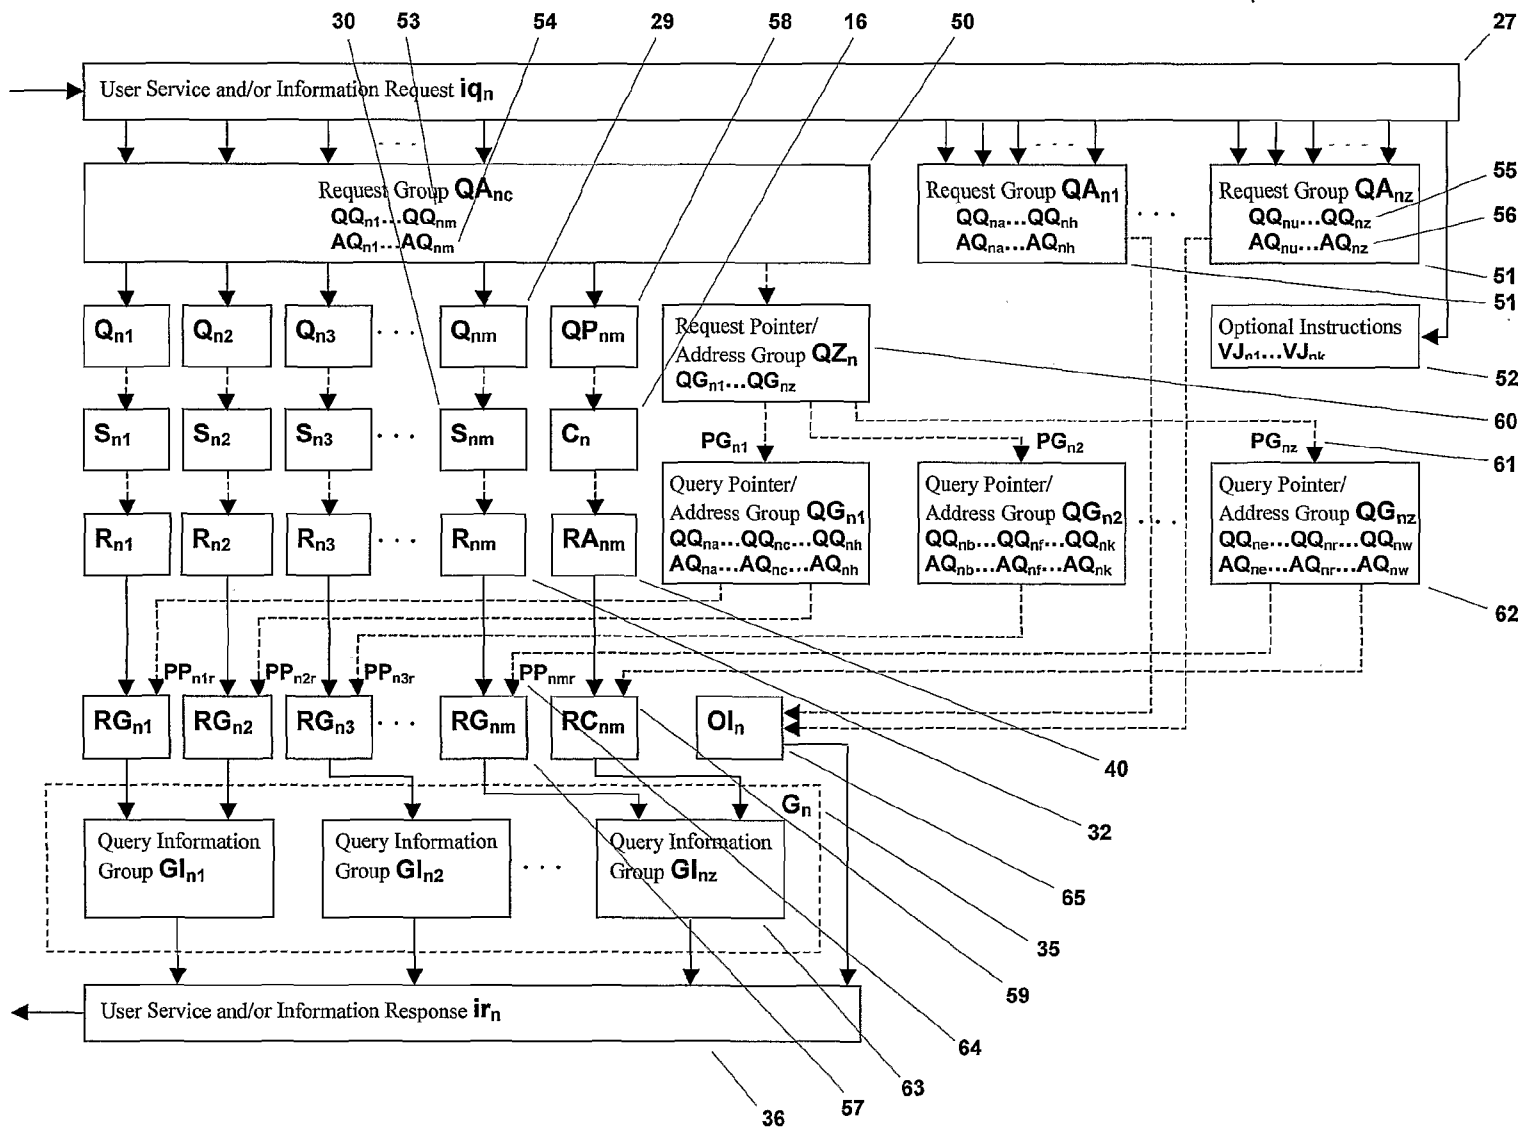 30 53 54 29 58 16 50 27
User Service and/or Information Request iqn
Request Group QAnc
QQn1...QQnm
AQn1...AQnm
Request Group QAn1
QQna...QQnh
AQna...AQnh
. . . .
Request Group QAnz
QQnu...QQnz
AQnu...AQnz
55
56
51
51
Qn1 Qn2 Qn3 . . . Qnm QPnm
Request Pointer/
Address Group QZn
QGn1...QGnz
Optional Instructions
VJn1...VJnk
52
60
Sn1 Sn2 Sn3 . . . Snm Cn
PGn1 PGn2 PGnz
61
Rn1 Rn2 Rn3 . . . Rnm RAnm
Query Pointer/
Address Group QGn1
QQna...QQnc...QQnh
AQna...AQnc...AQnh
Query Pointer/
Address Group QGn2
QQnb...QQnf...QQnk
AQnb...AQnf...AQnk
. . . .
Query Pointer/
Address Group QGnz
QQne...QQnr...QQnw
AQne...AQnr...AQnw
62
PPn1r PPn2r PPn3r PPnmr
RGn1 RGn2 RGn3 . . . RGnm RCnm OIn
40
Gn
32
Query Information
Group GIn1
Query Information
Group GIn2
. . . .
Query Information
Group GInz
65
35
59
User Service and/or Information Response irn
64
63
57
36